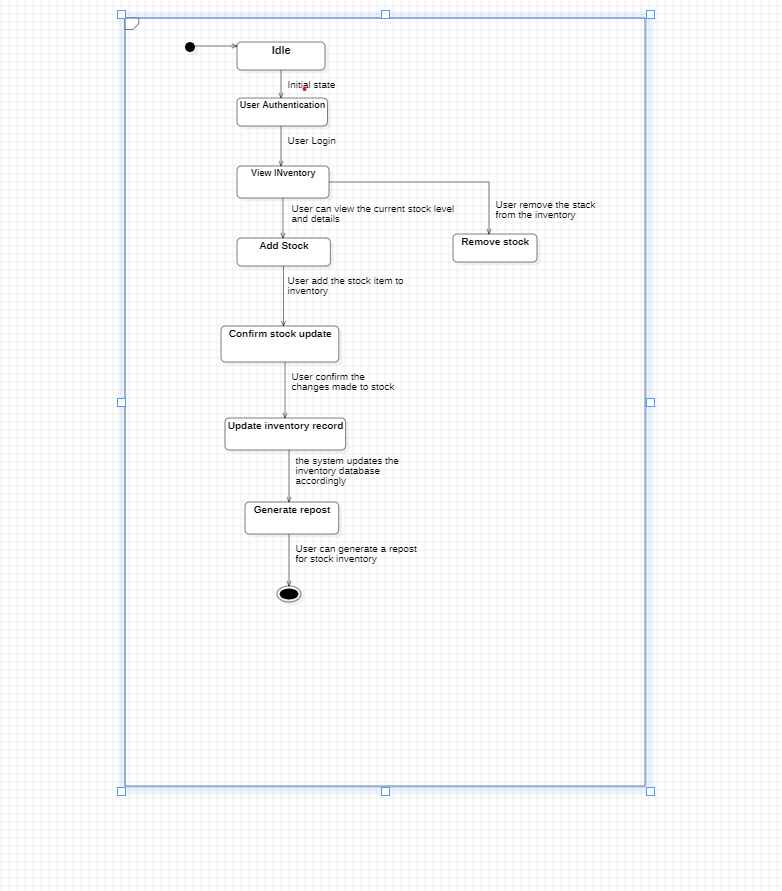 Idle
Initial state
User Authentication
User Login
View INventory
User can view the current stock level
and details
User remove the stack
from the inventory
Add Stock
Remove stock
User add the stock item to
inventory
Confirm stock update
User confirm the
changes made to stock
Update inventory record
the system updates the
inventory database
accordingly
Generate repost
User can generate a repost
for stock inventory